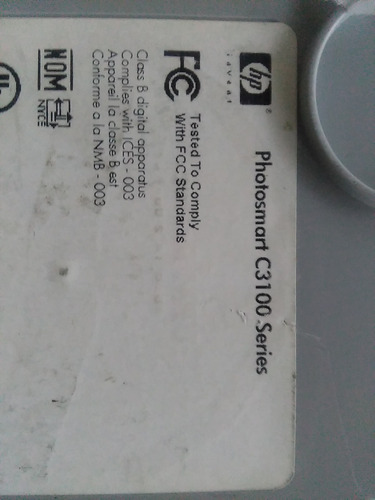 hp
invent
Photosmart C3100 Series
FC
Tested To Comply
With FCC Standards
Class B digital apparatus
Complies with ICES - 003
Appareil la classe B est
Conforme a la NMB - 003
NOM
NYCE